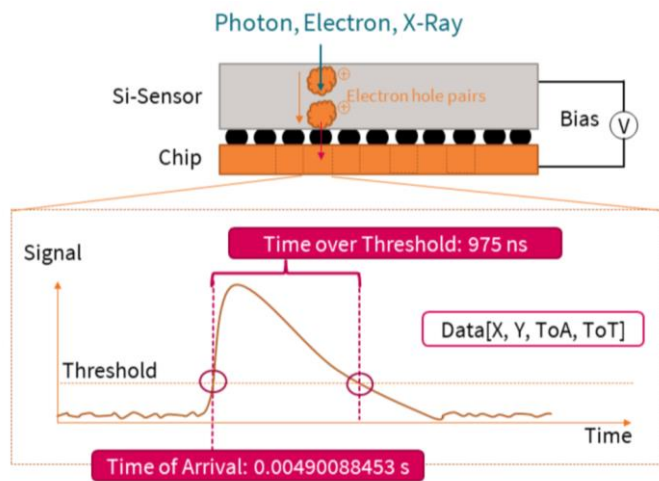 Photon, Electron, X-Ray
Si-Sensor
+
+
Electron hole pairs
Bias
V
Chip
Time over Threshold: 975 ns
Signal
Data[X, Y, ToA, ToT]
Threshold
Time
Time of Arrival: 0.00490088453 s